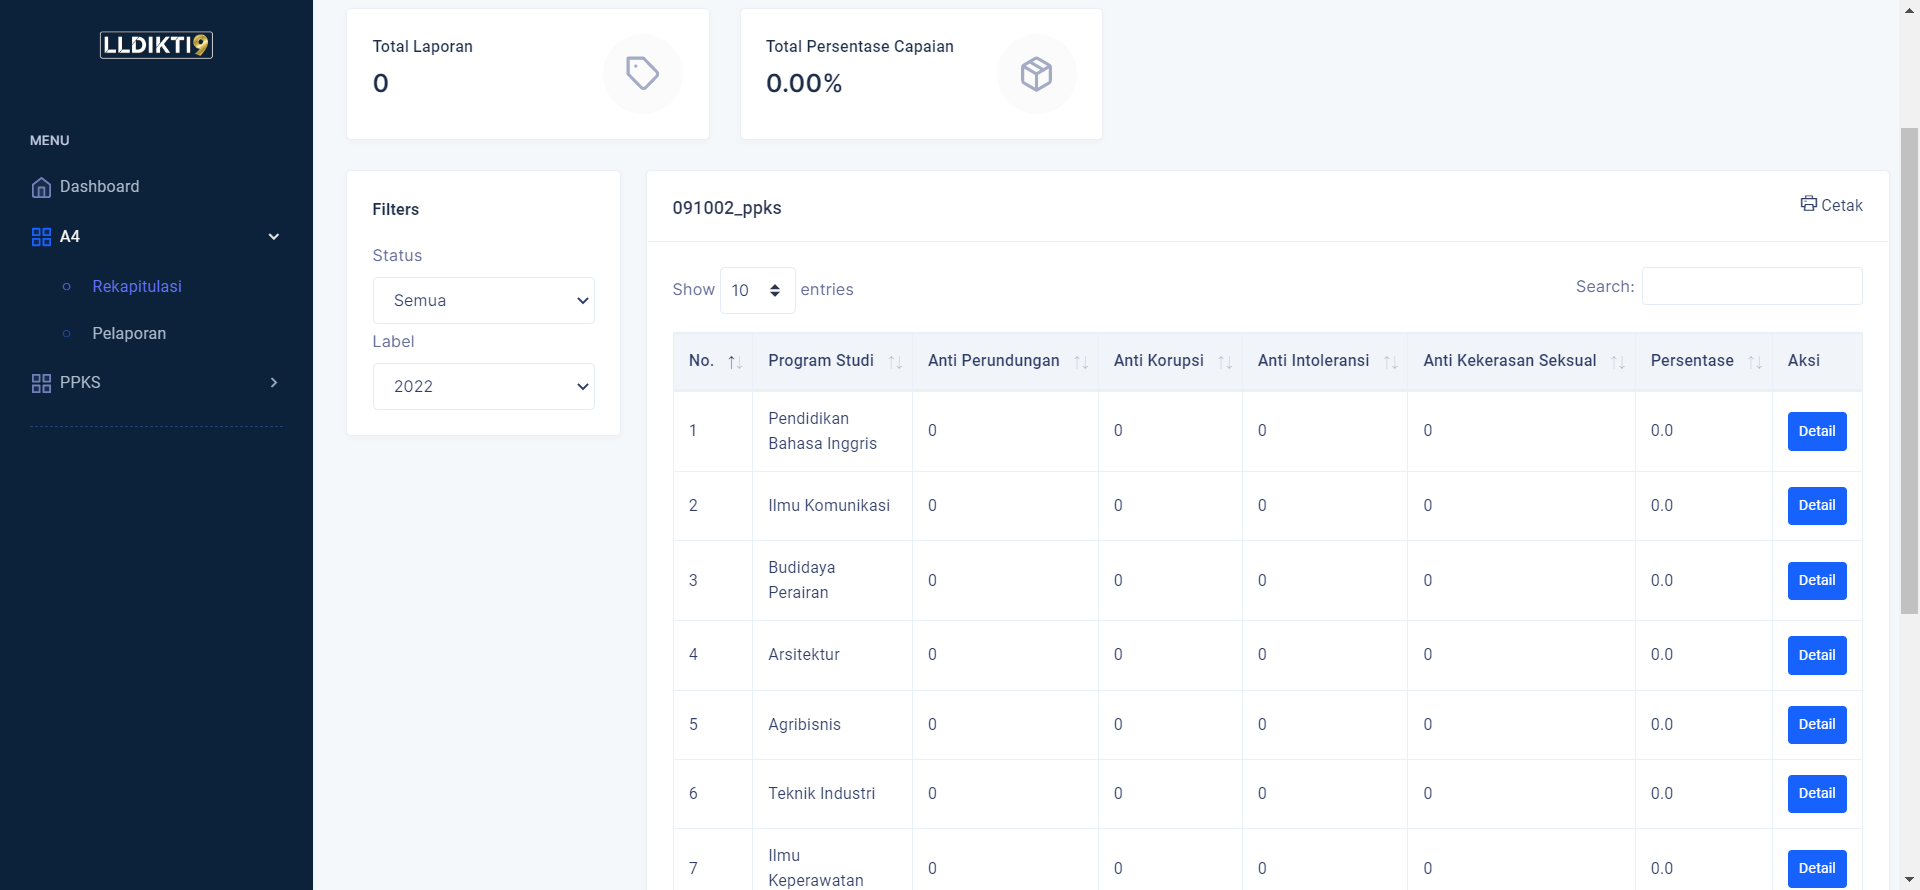 LLDIKTI9
MENU
Dashboard
A4
Rekapitulasi
Pelaporan
PPKS
Total Laporan
0
Total Persentase Capaian
0.00%
Filters
Status
Semua
Label
2022
091002_ppks
Cetak
Show 10 entries
Search:
No. Program Studi Anti Perundungan Anti Korupsi Anti Intoleransi Anti Kekerasan Seksual Persentase Aksi
1 Pendidikan Bahasa Inggris 0 0 0 0 0.0 Detail
2 Ilmu Komunikasi 0 0 0 0 0.0 Detail
3 Budidaya Perairan 0 0 0 0 0.0 Detail
4 Arsitektur 0 0 0 0 0.0 Detail
5 Agribisnis 0 0 0 0 0.0 Detail
6 Teknik Industri 0 0 0 0 0.0 Detail
7 Ilmu Keperawatan 0 0 0 0 0.0 Detail